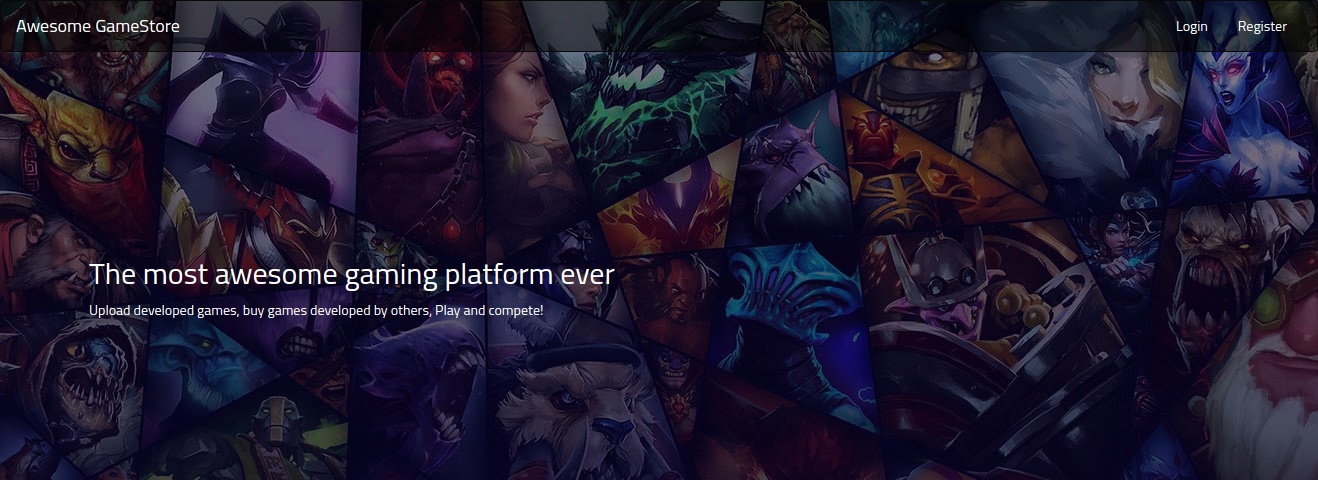 Awesome GameStore
Login Register
The most awesome gaming platform ever
Upload developed games, buy games developed by others, Play and compete!